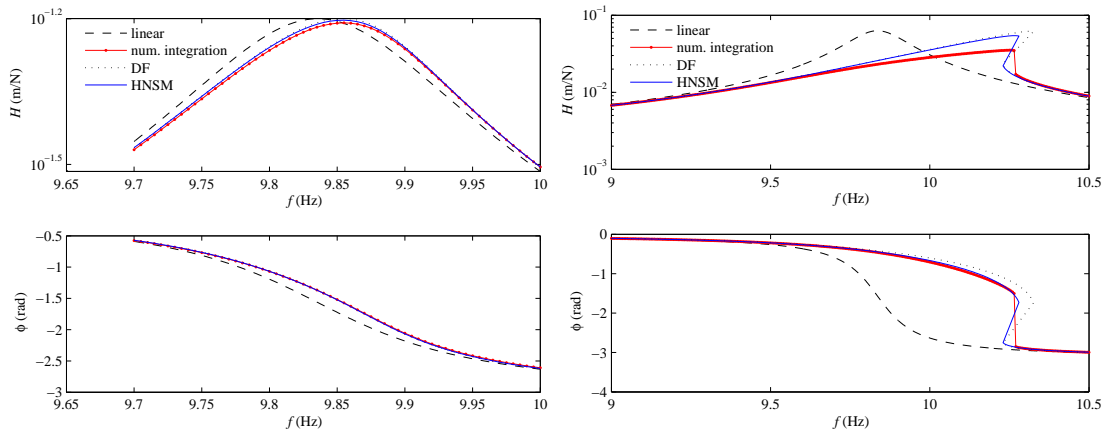 10^−1.2
10^−1.5
H (m/N)
linear
num. integration
DF
HNSM
9.65 9.7 9.75 9.8 9.85 9.9 9.95 10
f (Hz)
10^−1
10^−2
10^−3
H (m/N)
linear
num. integration
DF
HNSM
9 9.5 10 10.5
f (Hz)
−0.5
−1
−1.5
−2
−2.5
−3
ϕ (rad)
9.65 9.7 9.75 9.8 9.85 9.9 9.95 10
f (Hz)
0
−1
−2
−3
−4
ϕ (rad)
9 9.5 10 10.5
f (Hz)